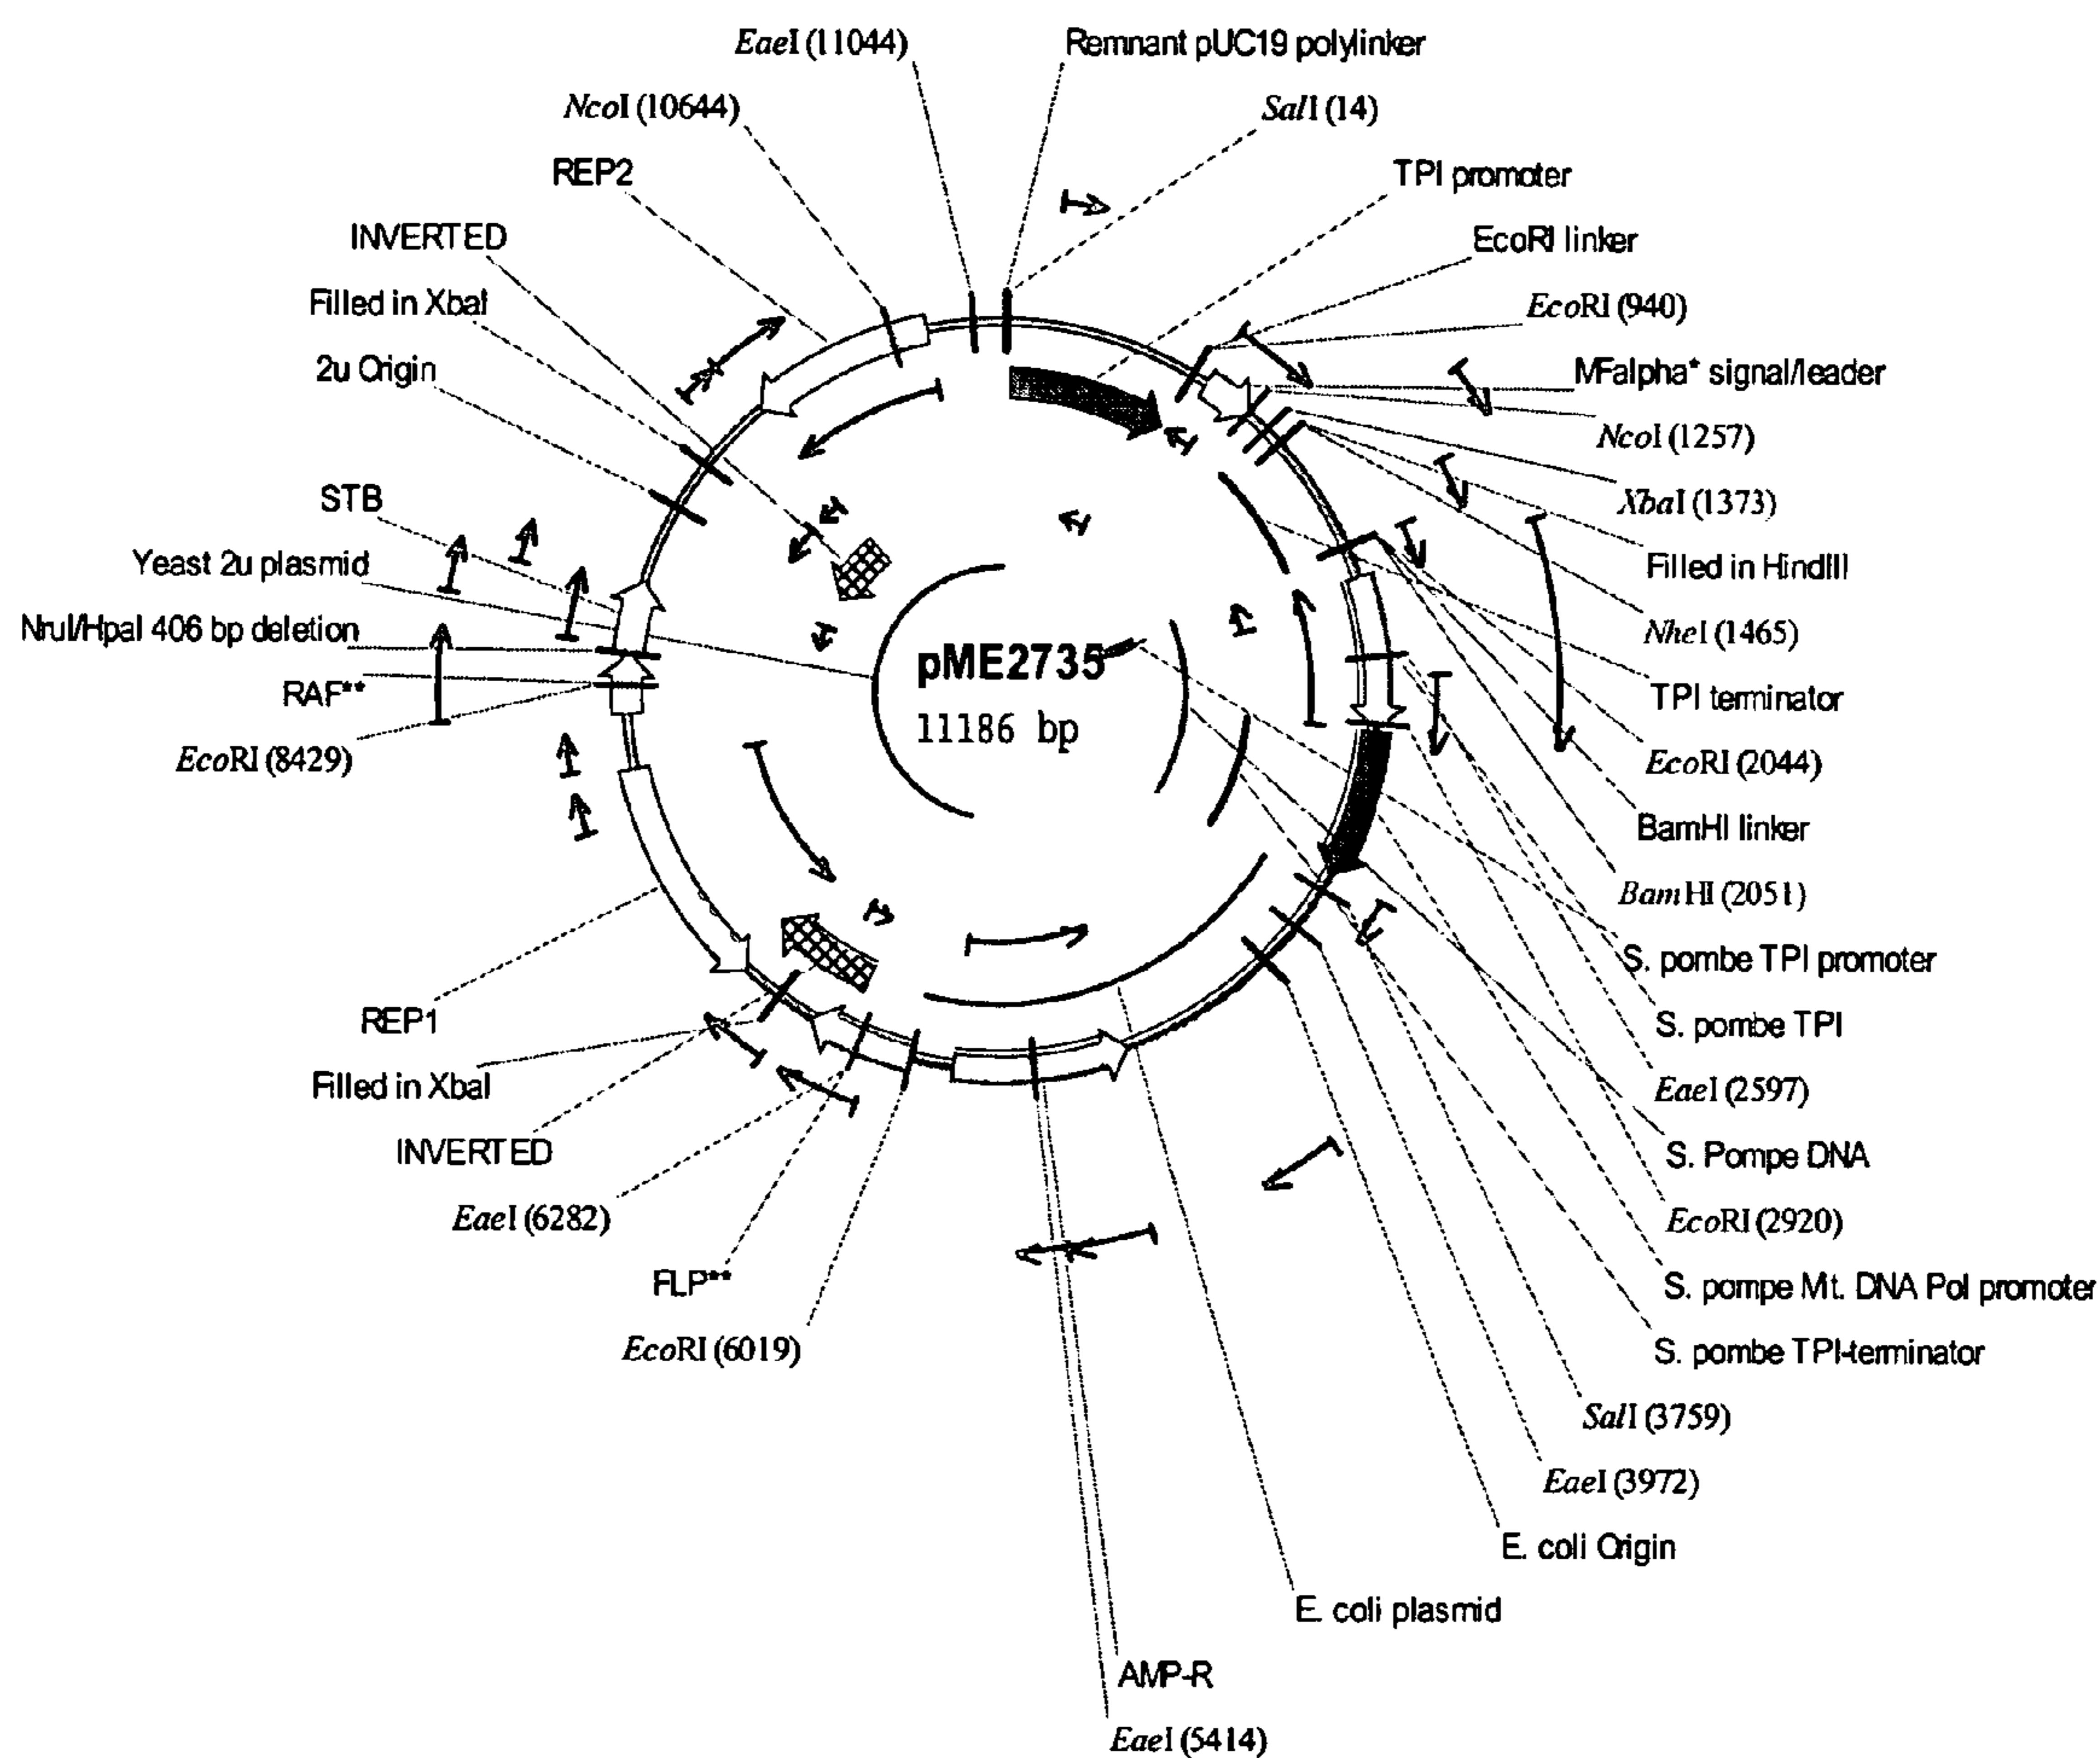 EaeI (11044)
Remnant pUC19 polylinker
NcoI (10644)
SalI (14)
REP2
TPI promoter
INVERTED
EcoRI linker
Filled in XbaI
EcoRI (940)
2u Origin
MFalpha* signal/leader
NcoI (1257)
STB
XbaI (1373)
Yeast 2u plasmid
Filled in HindIII
NruI/HpaI 406 bp deletion
NheI (1465)
pME2735
RAF**
TPI terminator
11186 bp
EcoRI (8429)
EcoRI (2044)
BamHI linker
BamHI (2051)
S. pombe TPI promoter
REP1
S. pombe TPI
Filled in XbaI
EaeI (2597)
INVERTED
S. Pompe DNA
EaeI (6282)
EcoRI (2920)
FLP**
S. pompe Mt. DNA Pol promoter
EcoRI (6019)
S. pombe TPI-terminator
SalI (3759)
EaeI (3972)
E. coli Origin
E. coli plasmid
AMP-R
EaeI (5414)